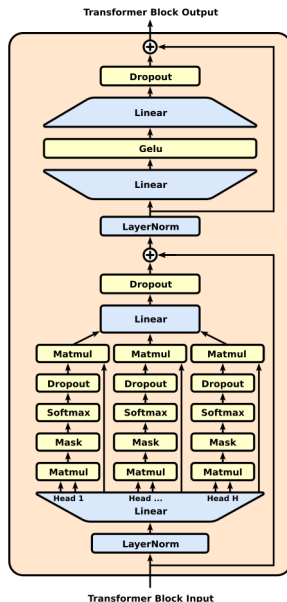 Transformer Block Output
Dropout
Linear
Gelu
Linear
LayerNorm
Dropout
Linear
Matmul Matmul Matmul
Dropout Dropout Dropout
Softmax Softmax Softmax
Mask Mask Mask
Matmul Matmul Matmul
Head 1 Head ... Head H
Linear
LayerNorm
Transformer Block Input